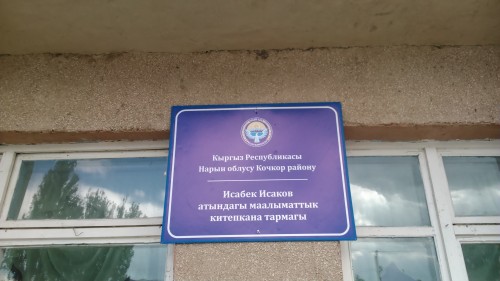 Кыргыз Республикасы
Нарын облусу Кочкор району
Исабек Исаков
атындагы маалыматтык
китепкана тармагы